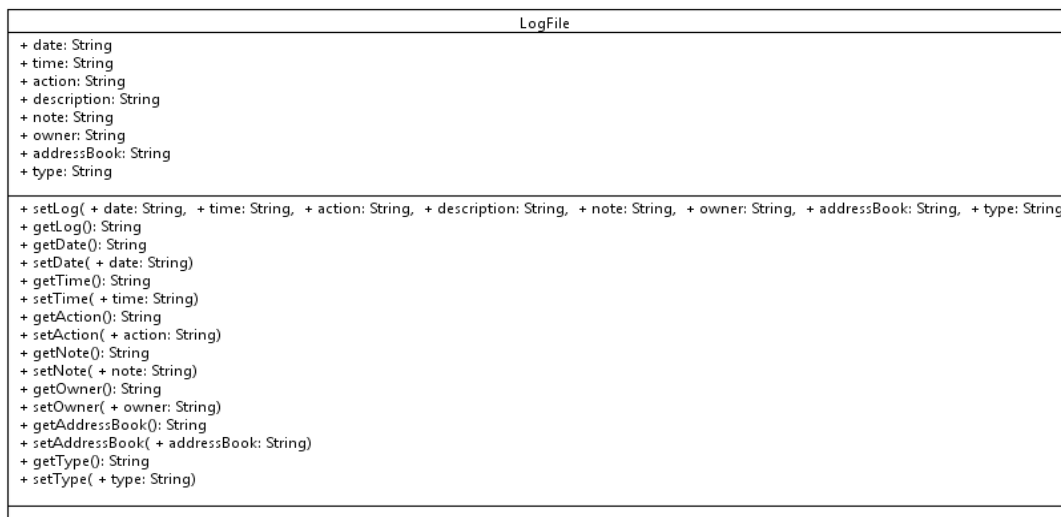 LogFile
+ date: String
+ time: String
+ action: String
+ description: String
+ note: String
+ owner: String
+ addressBook: String
+ type: String
+ setLog( + date: String, + time: String, + action: String, + description: String, + note: String, + owner: String, + addressBook: String, + type: String
+ getLog(): String
+ getDate(): String
+ setDate( + date: String)
+ getTime(): String
+ setTime( + time: String)
+ getAction(): String
+ setAction( + action: String)
+ getNote(): String
+ setNote( + note: String)
+ getOwner(): String
+ setOwner( + owner: String)
+ getAddressBook(): String
+ setAddressBook( + addressBook: String)
+ getType(): String
+ setType( + type: String)